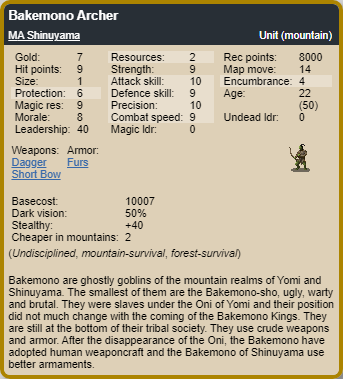 Bakemono Archer
MA Shinuyama Unit (mountain)
Gold: 7 Resources: 2 Rec points: 8000
Hit points: 9 Strength: 9 Map move: 14
Size: 1 Attack skill: 10 Encumbrance: 4
Protection: 6 Defence skill: 9 Age: 22
Magic res: 9 Precision: 10 (50)
Morale: 8 Combat speed: 9 Undead ldr: 0
Leadership: 40 Magic ldr: 0
Weapons: Armor:
Dagger Furs
Short Bow
Basecost: 10007
Dark vision: 50%
Stealthy: +40
Cheaper in mountains: 2
(Undisciplined, mountain-survival, forest-survival)
Bakemono are ghostly goblins of the mountain realms of Yomi and
Shinuyama. The smallest of them are the Bakemono-sho, ugly, warty
and brutal. They were slaves under the Oni of Yomi and their position
did not much change with the coming of the Bakemono Kings. They
are still at the bottom of their tribal society. They use crude weapons
and armor. After the disappearance of the Oni, the Bakemono have
adopted human weaponcraft and the Bakemono of Shinuyama use
better armaments.